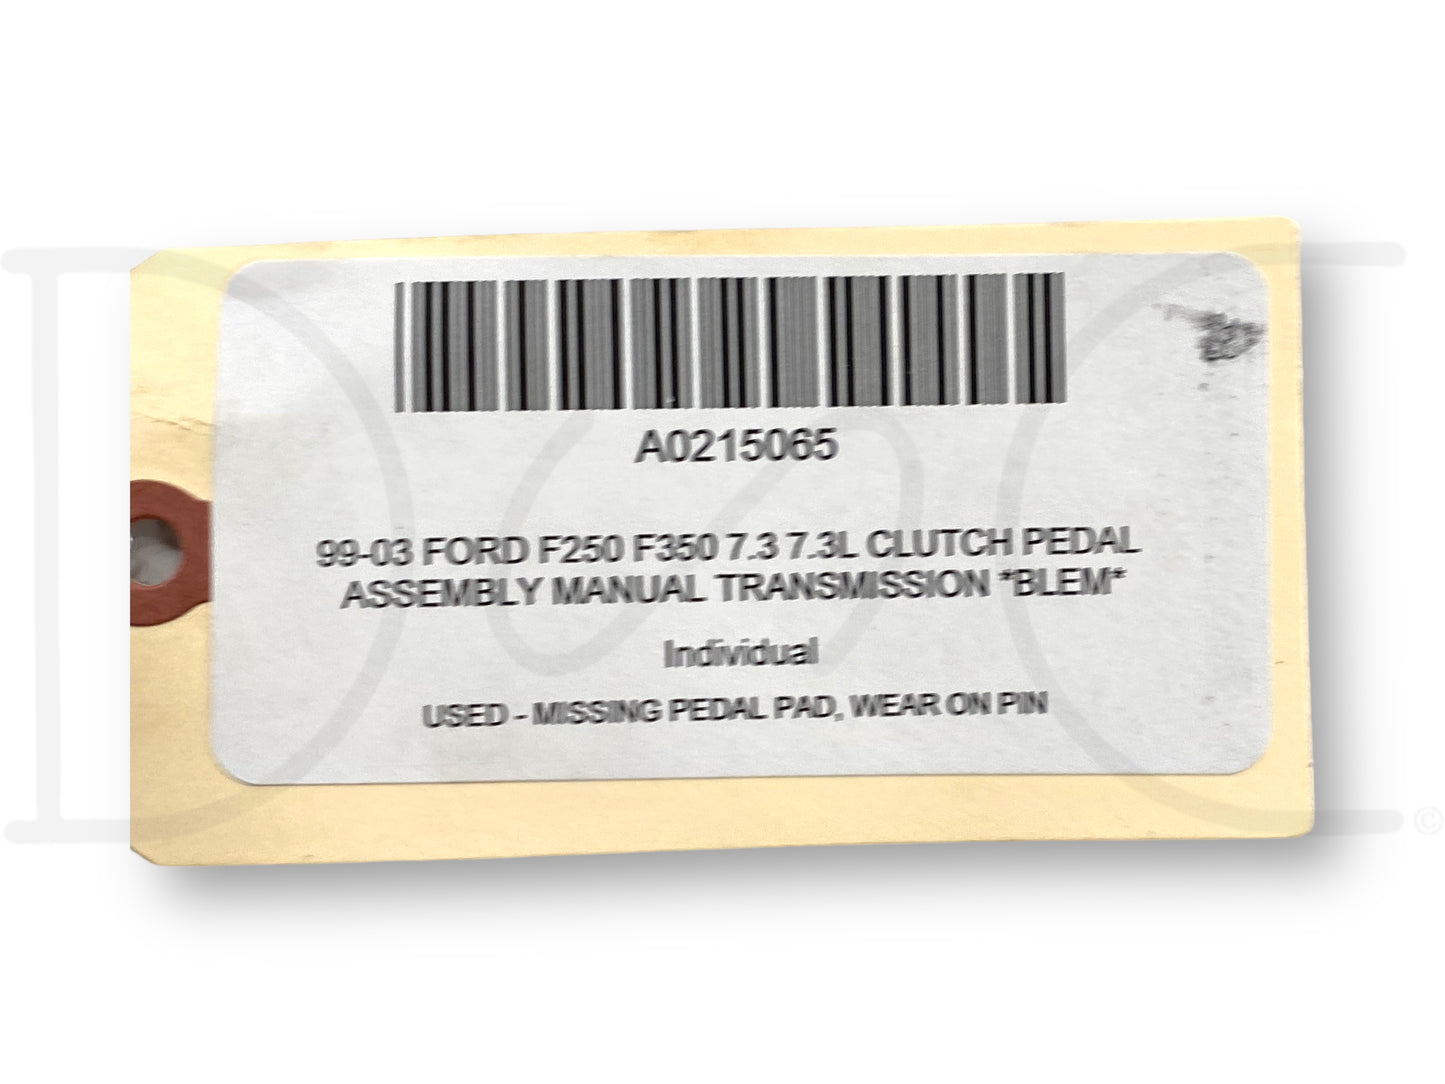 A0215065
99-03 FORD F250 F350 7.3 7.3L CLUTCH PEDAL
ASSEMBLY MANUAL TRANSMISSION *BLEM*
Individual
USED - MISSING PEDAL PAD, WEAR ON PIN
©